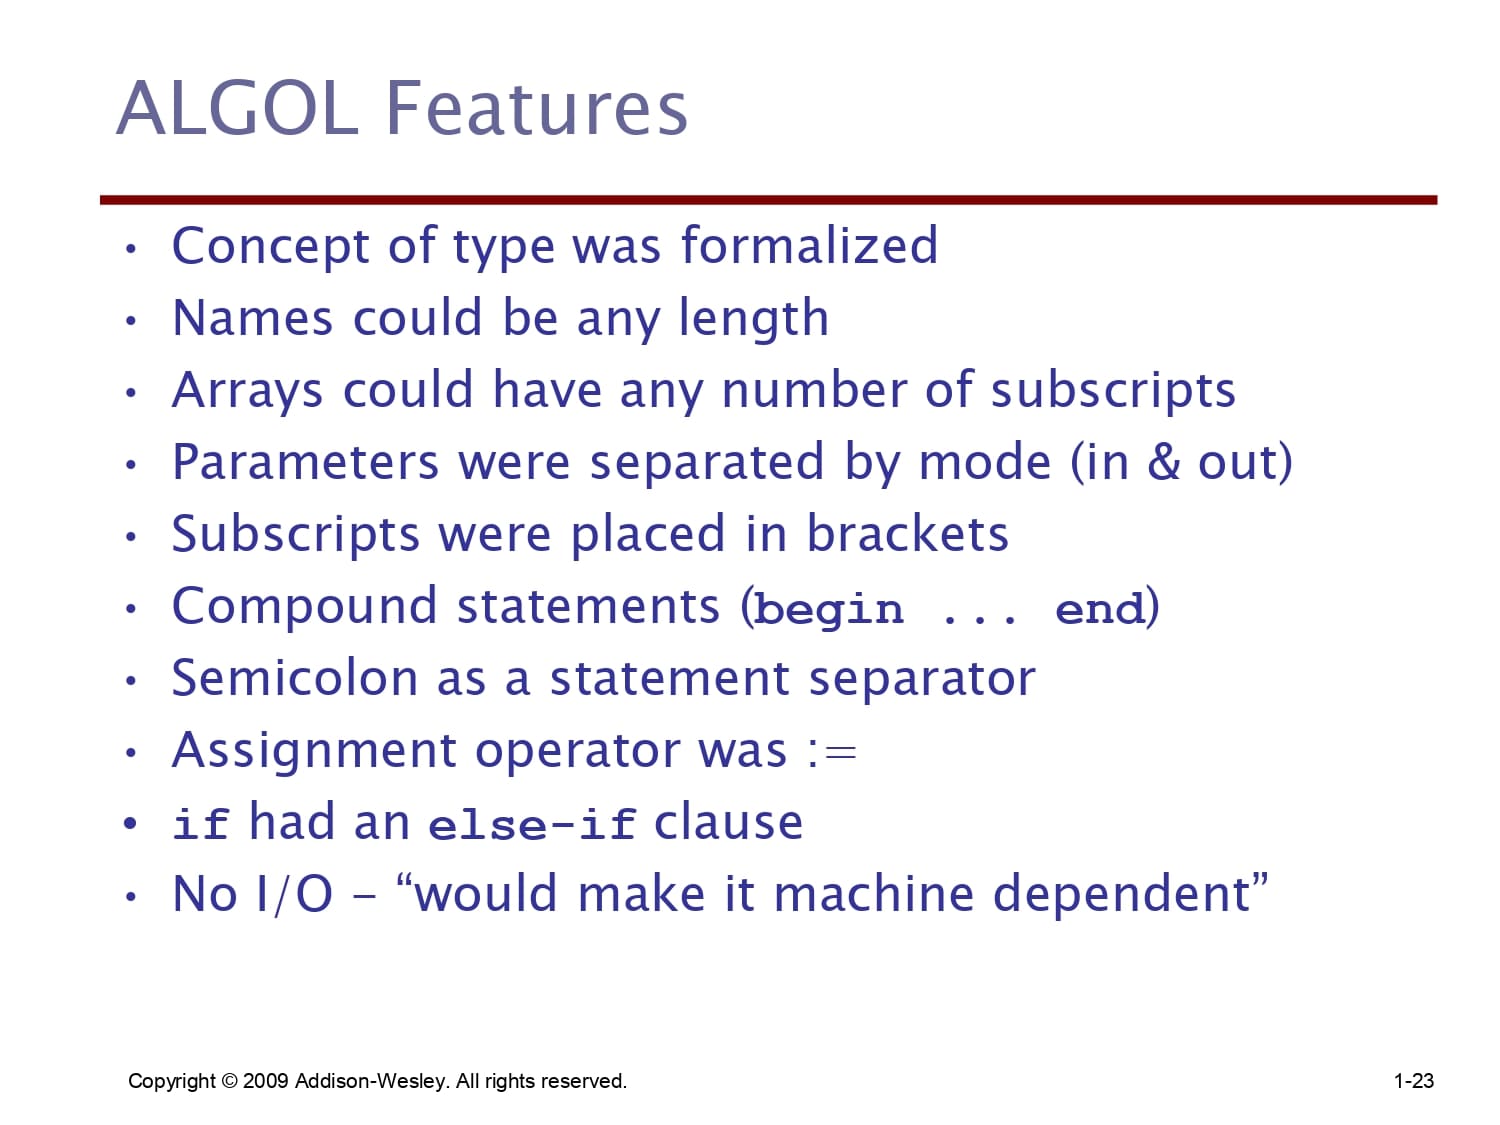 ALGOL Features
• Concept of type was formalized
• Names could be any length
• Arrays could have any number of subscripts
• Parameters were separated by mode (in & out)
• Subscripts were placed in brackets
• Compound statements (begin ... end)
• Semicolon as a statement separator
• Assignment operator was :=
• if had an else-if clause
• No I/O - “would make it machine dependent”
Copyright © 2009 Addison-Wesley. All rights reserved.
1-23